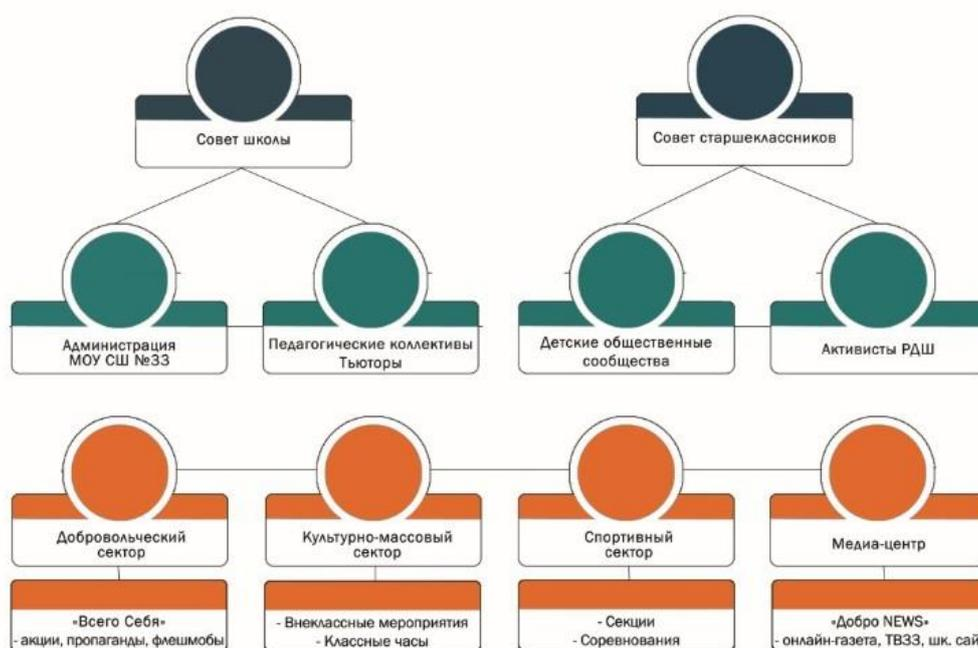 Совет школы
Совет старшеклассников
Администрация
МОУ СШ №33
Педагогические коллективы
Тьюторы
Детские общественные
сообщества
Активисты РДШ
Добровольческий
сектор
Культурно-массовый
сектор
Спортивный
сектор
Медиа-центр
«Всего Себя»
- акции, пропаганды, флешмобы
- Внеклассные мероприятия
- Классные часы
- Секции
- Соревнования
«Добро NEWS»
- онлайн-газета, ТВ33, шк. сай